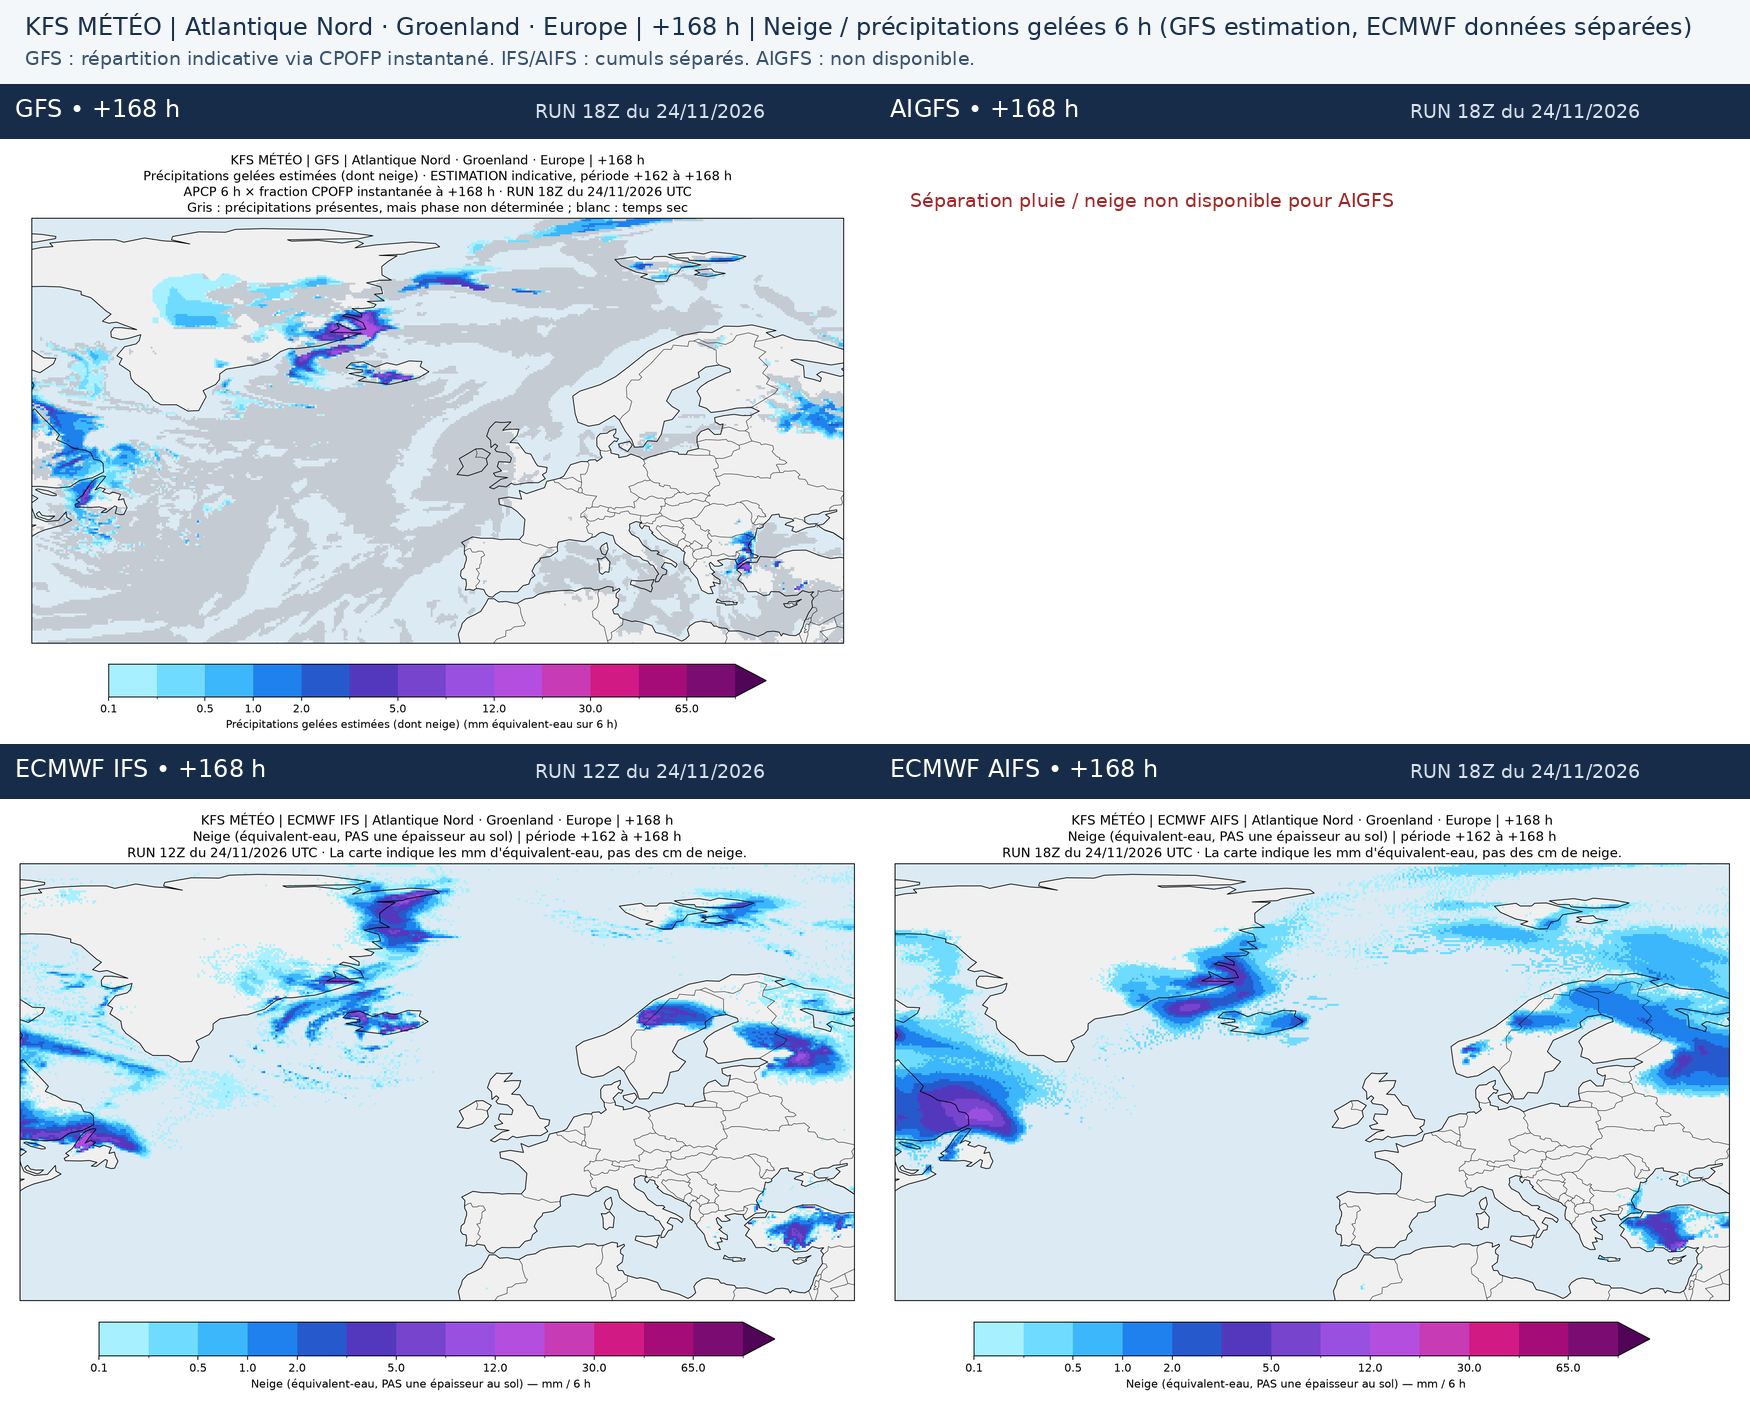 KFS MÉTÉO | Atlantique Nord · Groenland · Europe | +168 h | Neige / précipitations gelées 6 h (GFS estimation, ECMWF données séparées)
GFS : répartition indicative via CPOFP instantané. IFS/AIFS : cumuls séparés. AIGFS : non disponible.
GFS • +168 h
RUN 18Z du 24/11/2026
AIGFS • +168 h
RUN 18Z du 24/11/2026
KFS MÉTÉO | GFS | Atlantique Nord · Groenland · Europe | +168 h
Précipitations gelées estimées (dont neige) · ESTIMATION indicative, période +162 à +168 h
APCP 6 h × fraction CPOFP instantanée à +168 h · RUN 18Z du 24/11/2026 UTC
Gris : précipitations présentes, mais phase non déterminée ; blanc : temps sec
Séparation pluie / neige non disponible pour AIGFS
0.1 0.5 1.0 2.0 5.0 12.0 30.0 65.0
Précipitations gelées estimées (dont neige) (mm équivalent-eau sur 6 h)
ECMWF IFS • +168 h
RUN 12Z du 24/11/2026
ECMWF AIFS • +168 h
RUN 18Z du 24/11/2026
KFS MÉTÉO | ECMWF IFS | Atlantique Nord · Groenland · Europe | +168 h
Neige (équivalent-eau, PAS une épaisseur au sol) | période +162 à +168 h
RUN 12Z du 24/11/2026 UTC · La carte indique les mm d'équivalent-eau, pas des cm de neige.
KFS MÉTÉO | ECMWF AIFS | Atlantique Nord · Groenland · Europe | +168 h
Neige (équivalent-eau, PAS une épaisseur au sol) | période +162 à +168 h
RUN 18Z du 24/11/2026 UTC · La carte indique les mm d'équivalent-eau, pas des cm de neige.
0.1 0.5 1.0 2.0 5.0 12.0 30.0 65.0
Neige (équivalent-eau, PAS une épaisseur au sol) — mm / 6 h
0.1 0.5 1.0 2.0 5.0 12.0 30.0 65.0
Neige (équivalent-eau, PAS une épaisseur au sol) — mm / 6 h